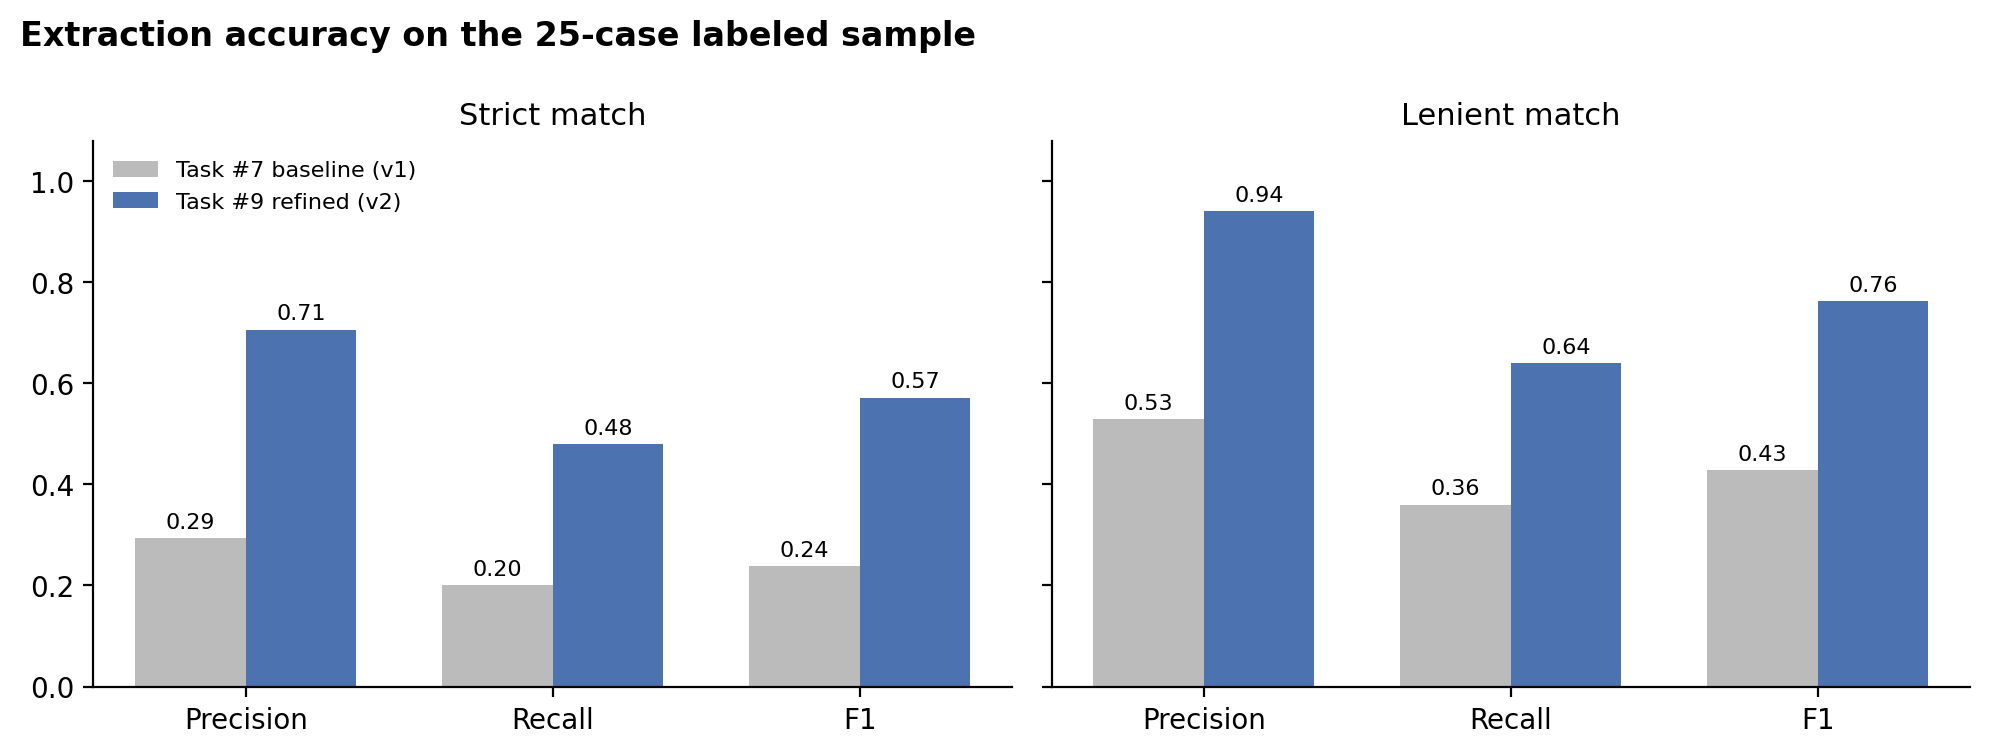 Extraction accuracy on the 25-case labeled sample
Strict match
Task #7 baseline (v1)
Task #9 refined (v2)
1.0
0.8
0.6
0.4
0.2
0.0
0.29
0.71
0.20
0.48
0.24
0.57
Precision
Recall
F1
Lenient match
0.53
0.94
0.36
0.64
0.43
0.76
Precision
Recall
F1